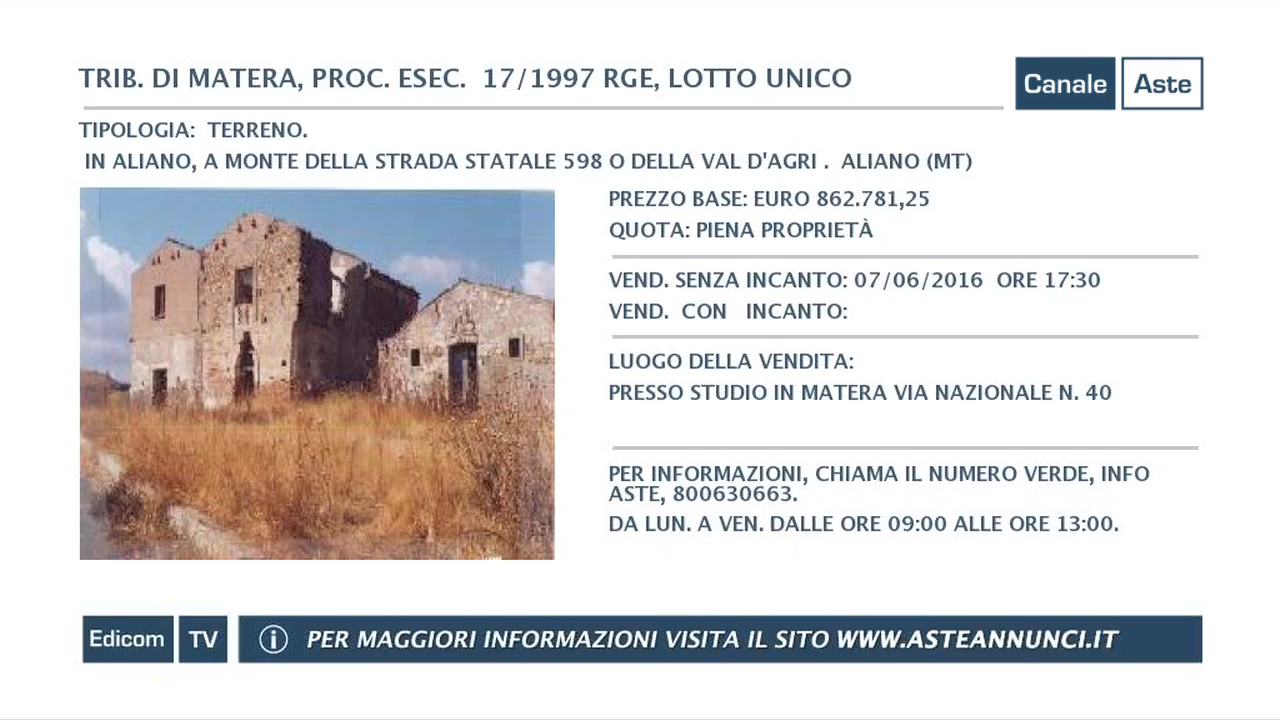 TRIB. DI MATERA, PROC. ESEC. 17/1997 RGE, LOTTO UNICO
Canale Aste
TIPOLOGIA: TERRENO.
IN ALIANO, A MONTE DELLA STRADA STATALE 598 O DELLA VAL D'AGRI . ALIANO (MT)
PREZZO BASE: EURO 862.781,25
QUOTA: PIENA PROPRIETÀ
VEND. SENZA INCANTO: 07/06/2016 ORE 17:30
VEND. CON INCANTO:
LUOGO DELLA VENDITA:
PRESSO STUDIO IN MATERA VIA NAZIONALE N. 40
PER INFORMAZIONI, CHIAMA IL NUMERO VERDE, INFO
ASTE, 800630663.
DA LUN. A VEN. DALLE ORE 09:00 ALLE ORE 13:00.
Edicom TV
PER MAGGIORI INFORMAZIONI VISITA IL SITO WWW.ASTEANNUNCI.IT